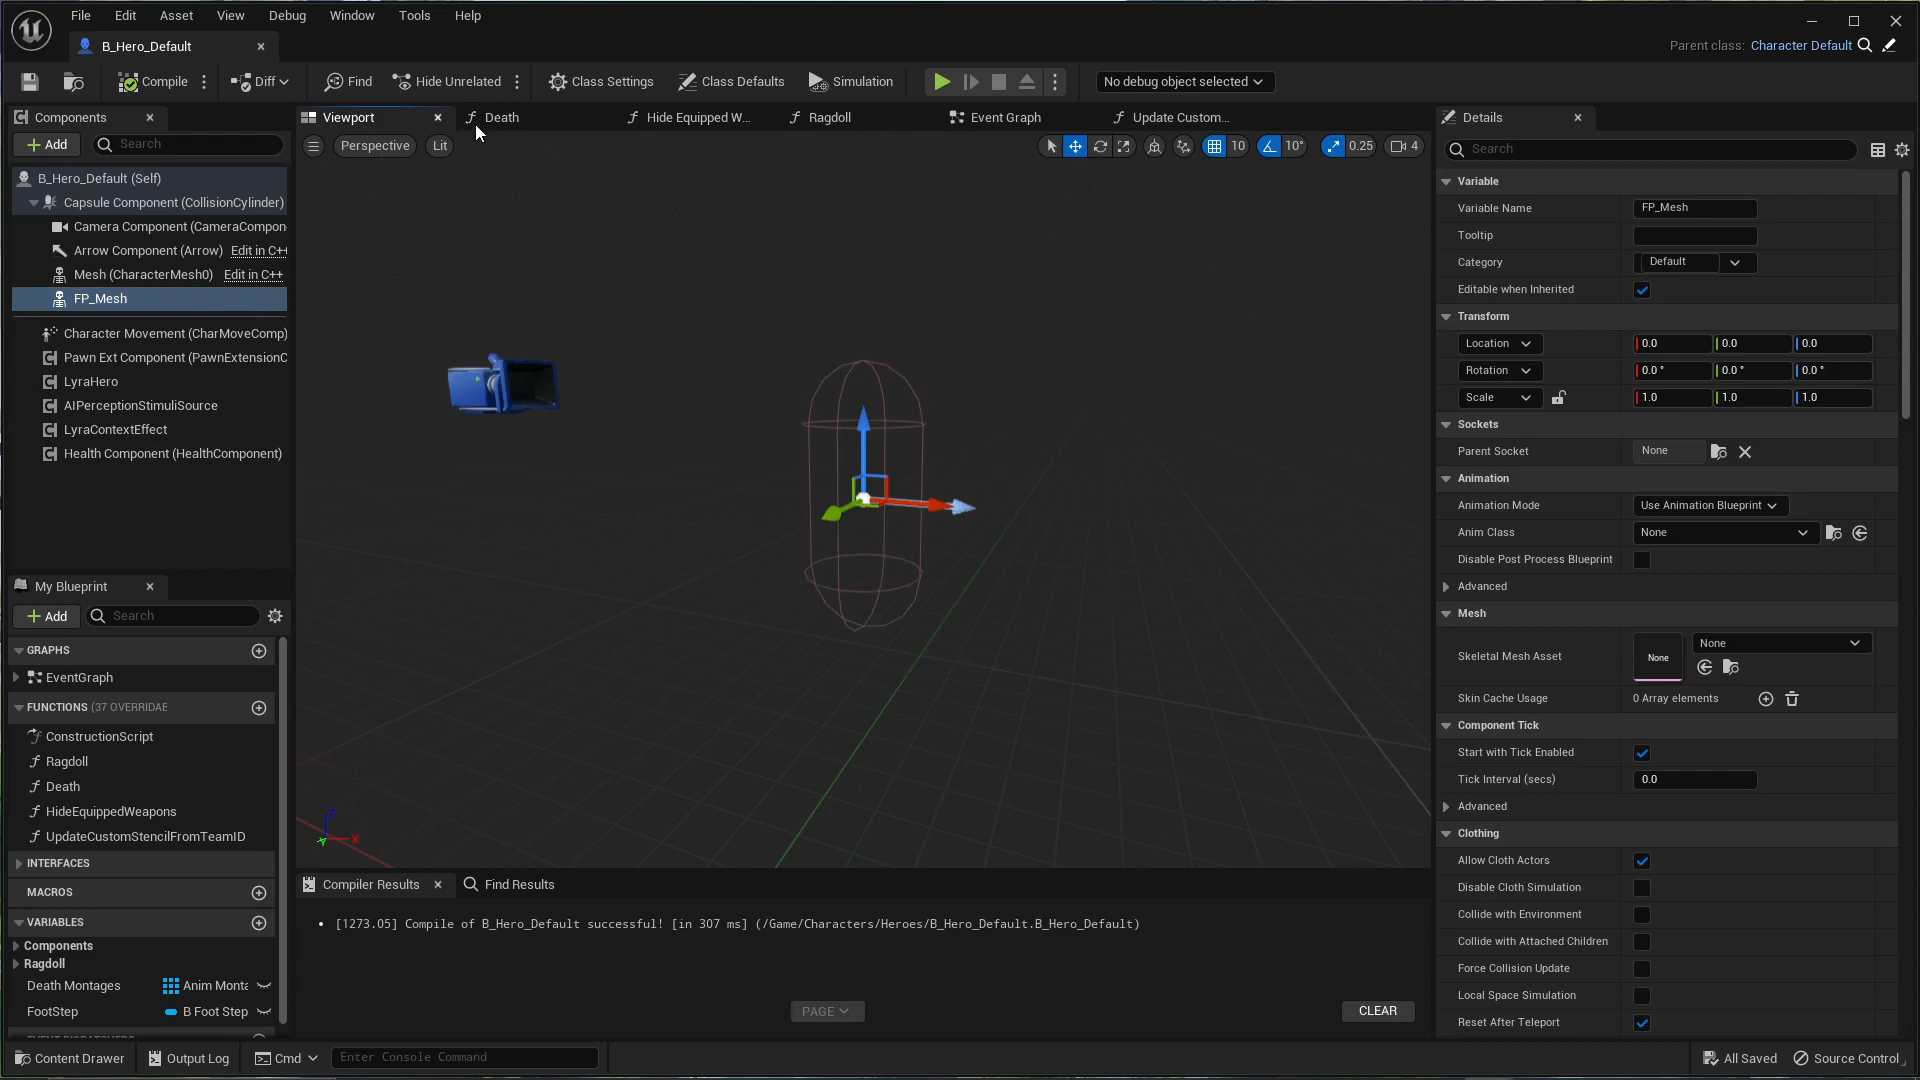 File Edit Asset View Debug Window Tools Help
B_Hero_Default
Parent class: Character Default
Compile
Diff
Find
Hide Unrelated
Class Settings
Class Defaults
Simulation
No debug object selected
Components
Add
Search
B_Hero_Default (Self)
Capsule Component (CollisionCylinder)
Camera Component (CameraCompon
Arrow Component (Arrow) Edit in C++
Mesh (CharacterMesh0) Edit in C++
FP_Mesh
Character Movement (CharMoveComp)
Pawn Ext Component (PawnExtensionC
LyraHero
AIPerceptionStimuliSource
LyraContextEffect
Health Component (HealthComponent)
My Blueprint
Add
Search
GRAPHS
EventGraph
FUNCTIONS (37 OVERRIDAE
ConstructionScript
Ragdoll
Death
HideEquippedWeapons
UpdateCustomStencilFromTeamID
INTERFACES
MACROS
VARIABLES
Components
Ragdoll
Death Montages Anim Monta
FootStep B Foot Step
Viewport
Death
Hide Equipped W...
Ragdoll
Event Graph
Update Custom...
Perspective
Lit
10
10°
0.25
4
Z
X
Y
Compiler Results
Find Results
• [1273.05] Compile of B_Hero_Default successful! [in 307 ms] (/Game/Characters/Heroes/B_Hero_Default.B_Hero_Default)
PAGE
CLEAR
Details
Search
Variable
Variable Name FP_Mesh
Tooltip
Category Default
Editable when Inherited
Transform
Location 0.0 0.0 0.0
Rotation 0.0° 0.0° 0.0°
Scale 1.0 1.0 1.0
Sockets
Parent Socket None
Animation
Animation Mode Use Animation Blueprint
Anim Class None
Disable Post Process Blueprint
Advanced
Mesh
Skeletal Mesh Asset None None
Skin Cache Usage 0 Array elements
Component Tick
Start with Tick Enabled
Tick Interval (secs) 0.0
Advanced
Clothing
Allow Cloth Actors
Disable Cloth Simulation
Collide with Environment
Collide with Attached Children
Force Collision Update
Local Space Simulation
Reset After Teleport
Content Drawer
Output Log
Cmd
Enter Console Command
All Saved
Source Control